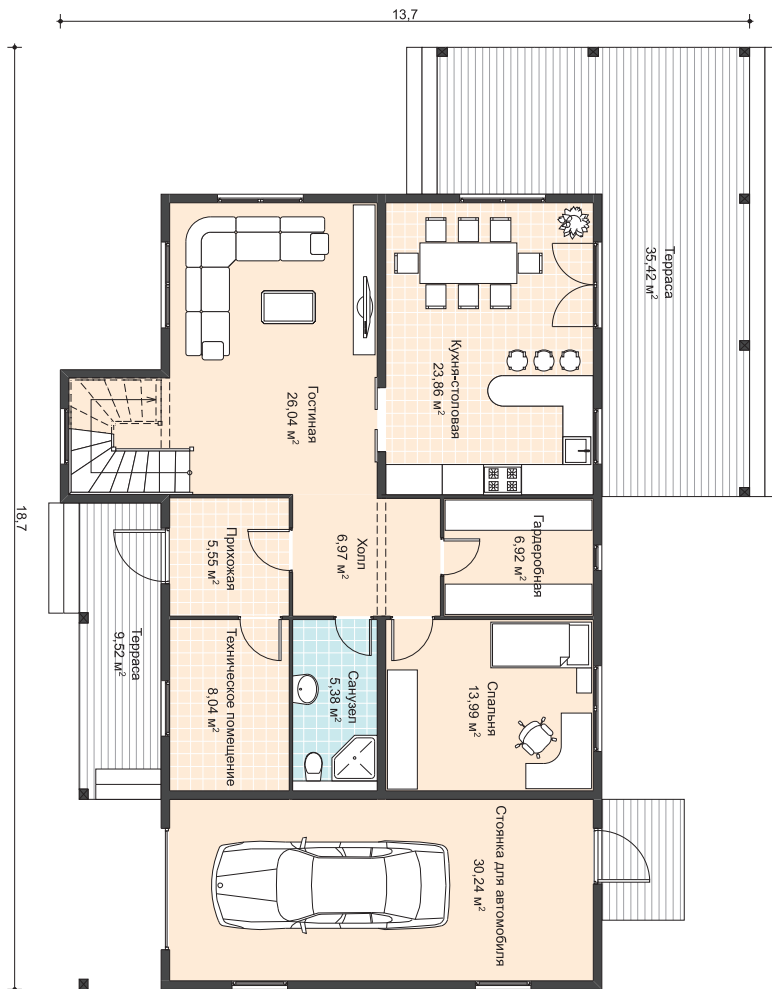 13,7
18,7
Терраса
35,42 м²
Кухня-столовая
23,86 м²
Гостиная
26,04 м²
Гардеробная
6,92 м²
Холл
6,97 м²
Прихожая
5,55 м²
Терраса
9,52 м²
Техническое помещение
8,04 м²
Санузел
5,38 м²
Спальня
13,99 м²
Стоянка для автомобиля
30,24 м²